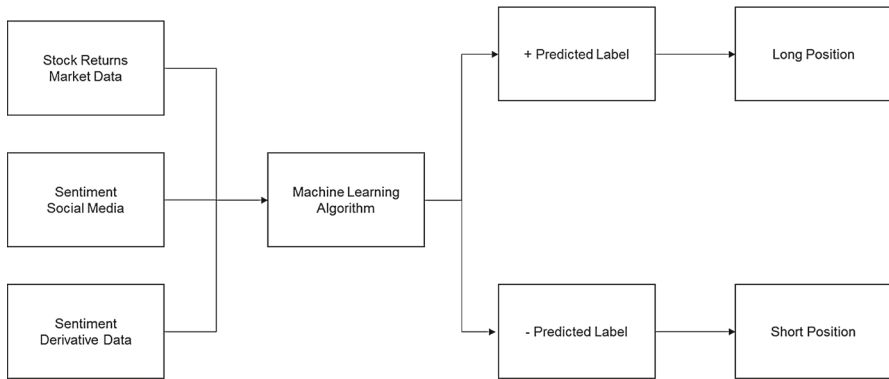 Stock Returns
Market Data
Sentiment
Social Media
Sentiment
Derivative Data
Machine Learning
Algorithm
+ Predicted Label
- Predicted Label
Long Position
Short Position